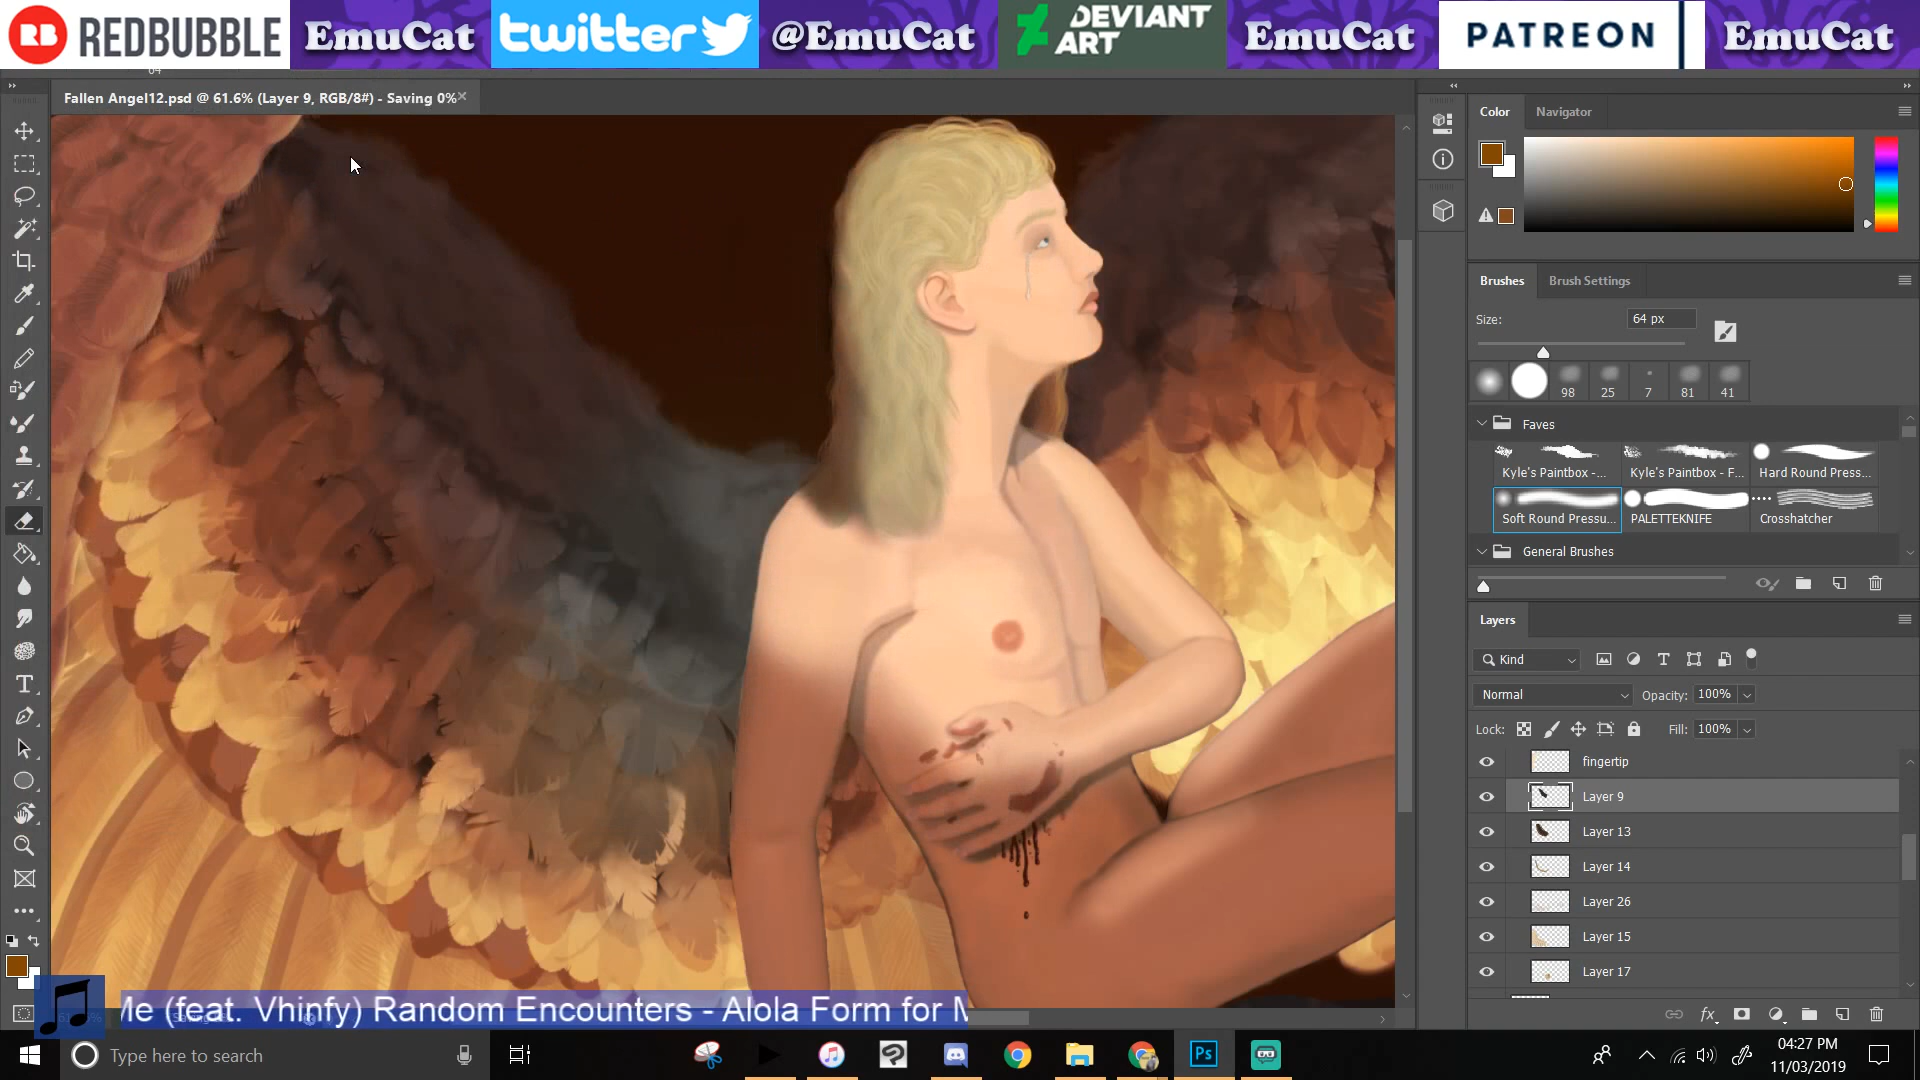 REDBUBBLE EmuCat twitter @EmuCat DEVIANT ART EmuCat PATREON EmuCat
64
Fallen Angel12.psd @ 61.6% (Layer 9, RGB/8#) - Saving 0%
Color Navigator
Brushes Brush Settings
Size: 64 px
98 25 7 81 41
Faves
Kyle's Paintbox -... Kyle's Paintbox - F... Hard Round Press...
Soft Round Pressu... PALETTEKNIFE Crosshatcher
General Brushes
Layers
Kind
Normal Opacity: 100%
Lock: Fill: 100%
fingertip
Layer 9
Layer 13
Layer 14
Layer 26
Layer 15
Layer 17
Me (feat. Vhinfy) Random Encounters - Alola Form for M
Type here to search
Ps
04:27 PM
11/03/2019